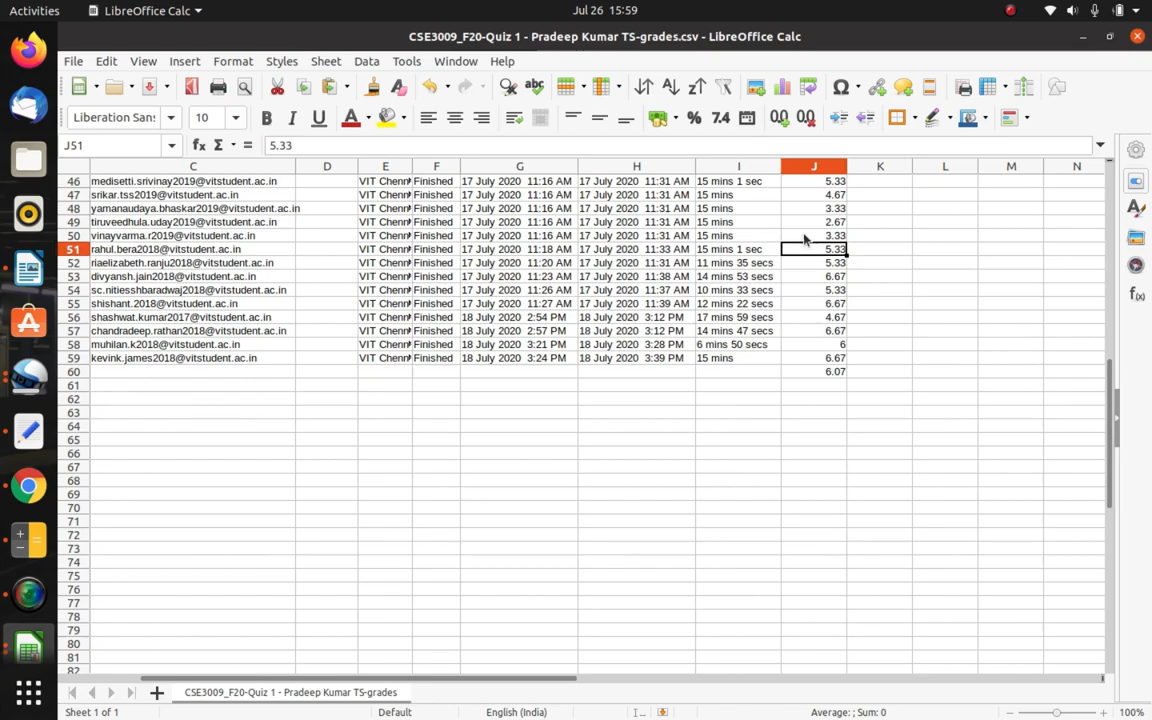 Activities LibreOffice Calc Jul 26 15:59
CSE3009_F20-Quiz 1 - Pradeep Kumar TS-grades.csv - LibreOffice Calc
File Edit View Insert Format Styles Sheet Data Tools Window Help
Liberation Sans 10
J51 5.33
C D E F G H I J K L M N
46 medisetti.srivinay2019@vitstudent.ac.in VIT Chenn Finished 17 July 2020 11:16 AM 17 July 2020 11:31 AM 15 mins 1 sec 5.33
47 srikar.tss2019@vitstudent.ac.in VIT Chenn Finished 17 July 2020 11:16 AM 17 July 2020 11:31 AM 15 mins 4.67
48 yamanaudaya.bhaskar2019@vitstudent.ac.in VIT Chenn Finished 17 July 2020 11:16 AM 17 July 2020 11:31 AM 15 mins 3.33
49 tiruveedhula.uday2019@vitstudent.ac.in VIT Chenn Finished 17 July 2020 11:16 AM 17 July 2020 11:31 AM 15 mins 2.67
50 vinayvarma.r2019@vitstudent.ac.in VIT Chenn Finished 17 July 2020 11:16 AM 17 July 2020 11:31 AM 15 mins 3.33
51 rahul.bera2018@vitstudent.ac.in VIT Chenn Finished 17 July 2020 11:18 AM 17 July 2020 11:33 AM 15 mins 1 sec 5.33
52 riaelizabeth.ranju2018@vitstudent.ac.in VIT Chenn Finished 17 July 2020 11:20 AM 17 July 2020 11:31 AM 11 mins 35 secs 5.33
53 divyansh.jain2018@vitstudent.ac.in VIT Chenn Finished 17 July 2020 11:23 AM 17 July 2020 11:38 AM 14 mins 53 secs 6.67
54 sc.nitiesshbaradwaj2018@vitstudent.ac.in VIT Chenn Finished 17 July 2020 11:26 AM 17 July 2020 11:37 AM 10 mins 33 secs 5.33
55 shishant.2018@vitstudent.ac.in VIT Chenn Finished 17 July 2020 11:27 AM 17 July 2020 11:39 AM 12 mins 22 secs 6.67
56 shashwat.kumar2017@vitstudent.ac.in VIT Chenn Finished 18 July 2020 2:54 PM 18 July 2020 3:12 PM 17 mins 59 secs 4.67
57 chandradeep.rathan2018@vitstudent.ac.in VIT Chenn Finished 18 July 2020 2:57 PM 18 July 2020 3:12 PM 14 mins 47 secs 6.67
58 muhilan.k2018@vitstudent.ac.in VIT Chenn Finished 18 July 2020 3:21 PM 18 July 2020 3:28 PM 6 mins 50 secs 6
59 kevink.james2018@vitstudent.ac.in VIT Chenn Finished 18 July 2020 3:24 PM 18 July 2020 3:39 PM 15 mins 6.67
60 6.07
61
62
63
64
65
66
67
68
69
70
71
72
73
74
75
76
77
78
79
80
81
82
CSE3009_F20-Quiz 1 - Pradeep Kumar TS-grades
Sheet 1 of 1 Default English (India) Average: ; Sum: 0 100%